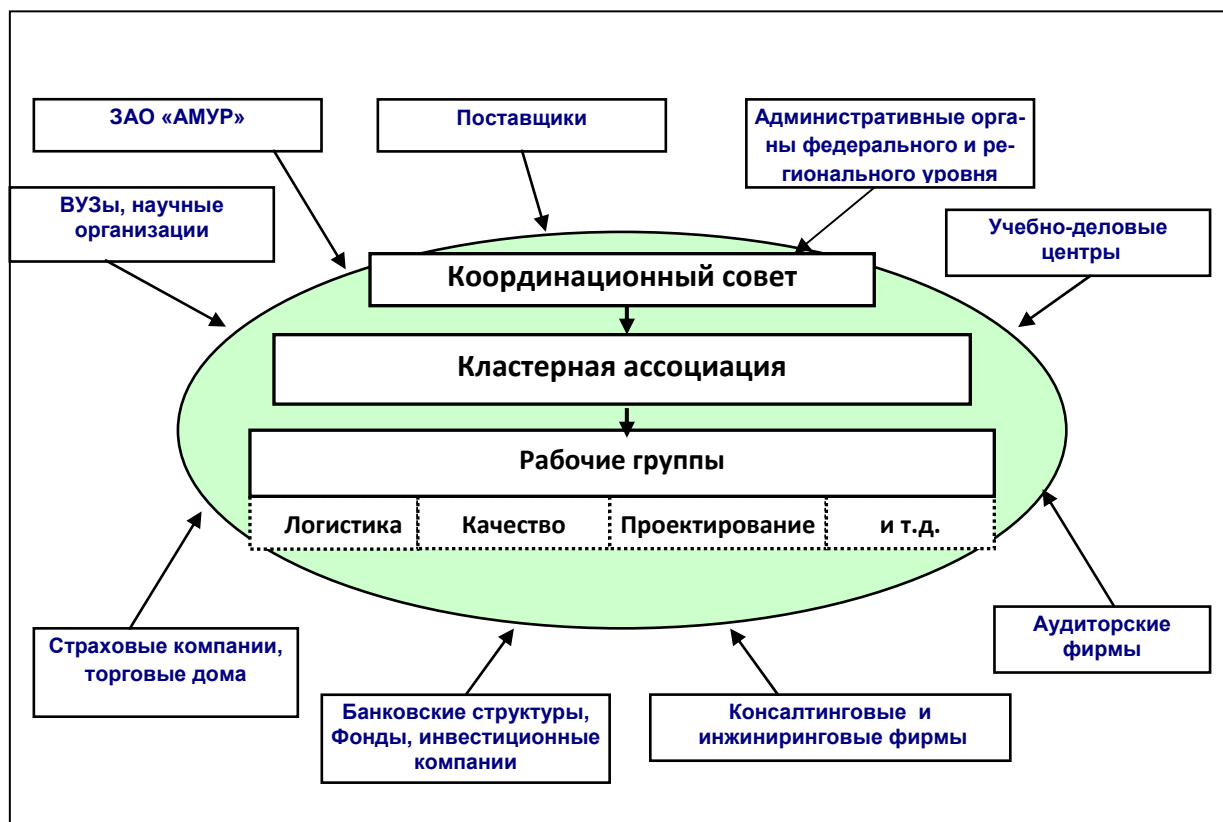 ЗАО «АМУР»
Поставщики
Административные орга-
ны федерального и ре-
гионального уровня
ВУЗы, научные
организации
Учебно-деловые
центры
Координационный совет
Кластерная ассоциация
Рабочие группы
Логистика
Качество
Проектирование
и т.д.
Страховые компании,
торговые дома
Аудиторские
фирмы
Банковские структуры,
Фонды, инвестиционные
компании
Консалтинговые и
инжиниринговые фирмы